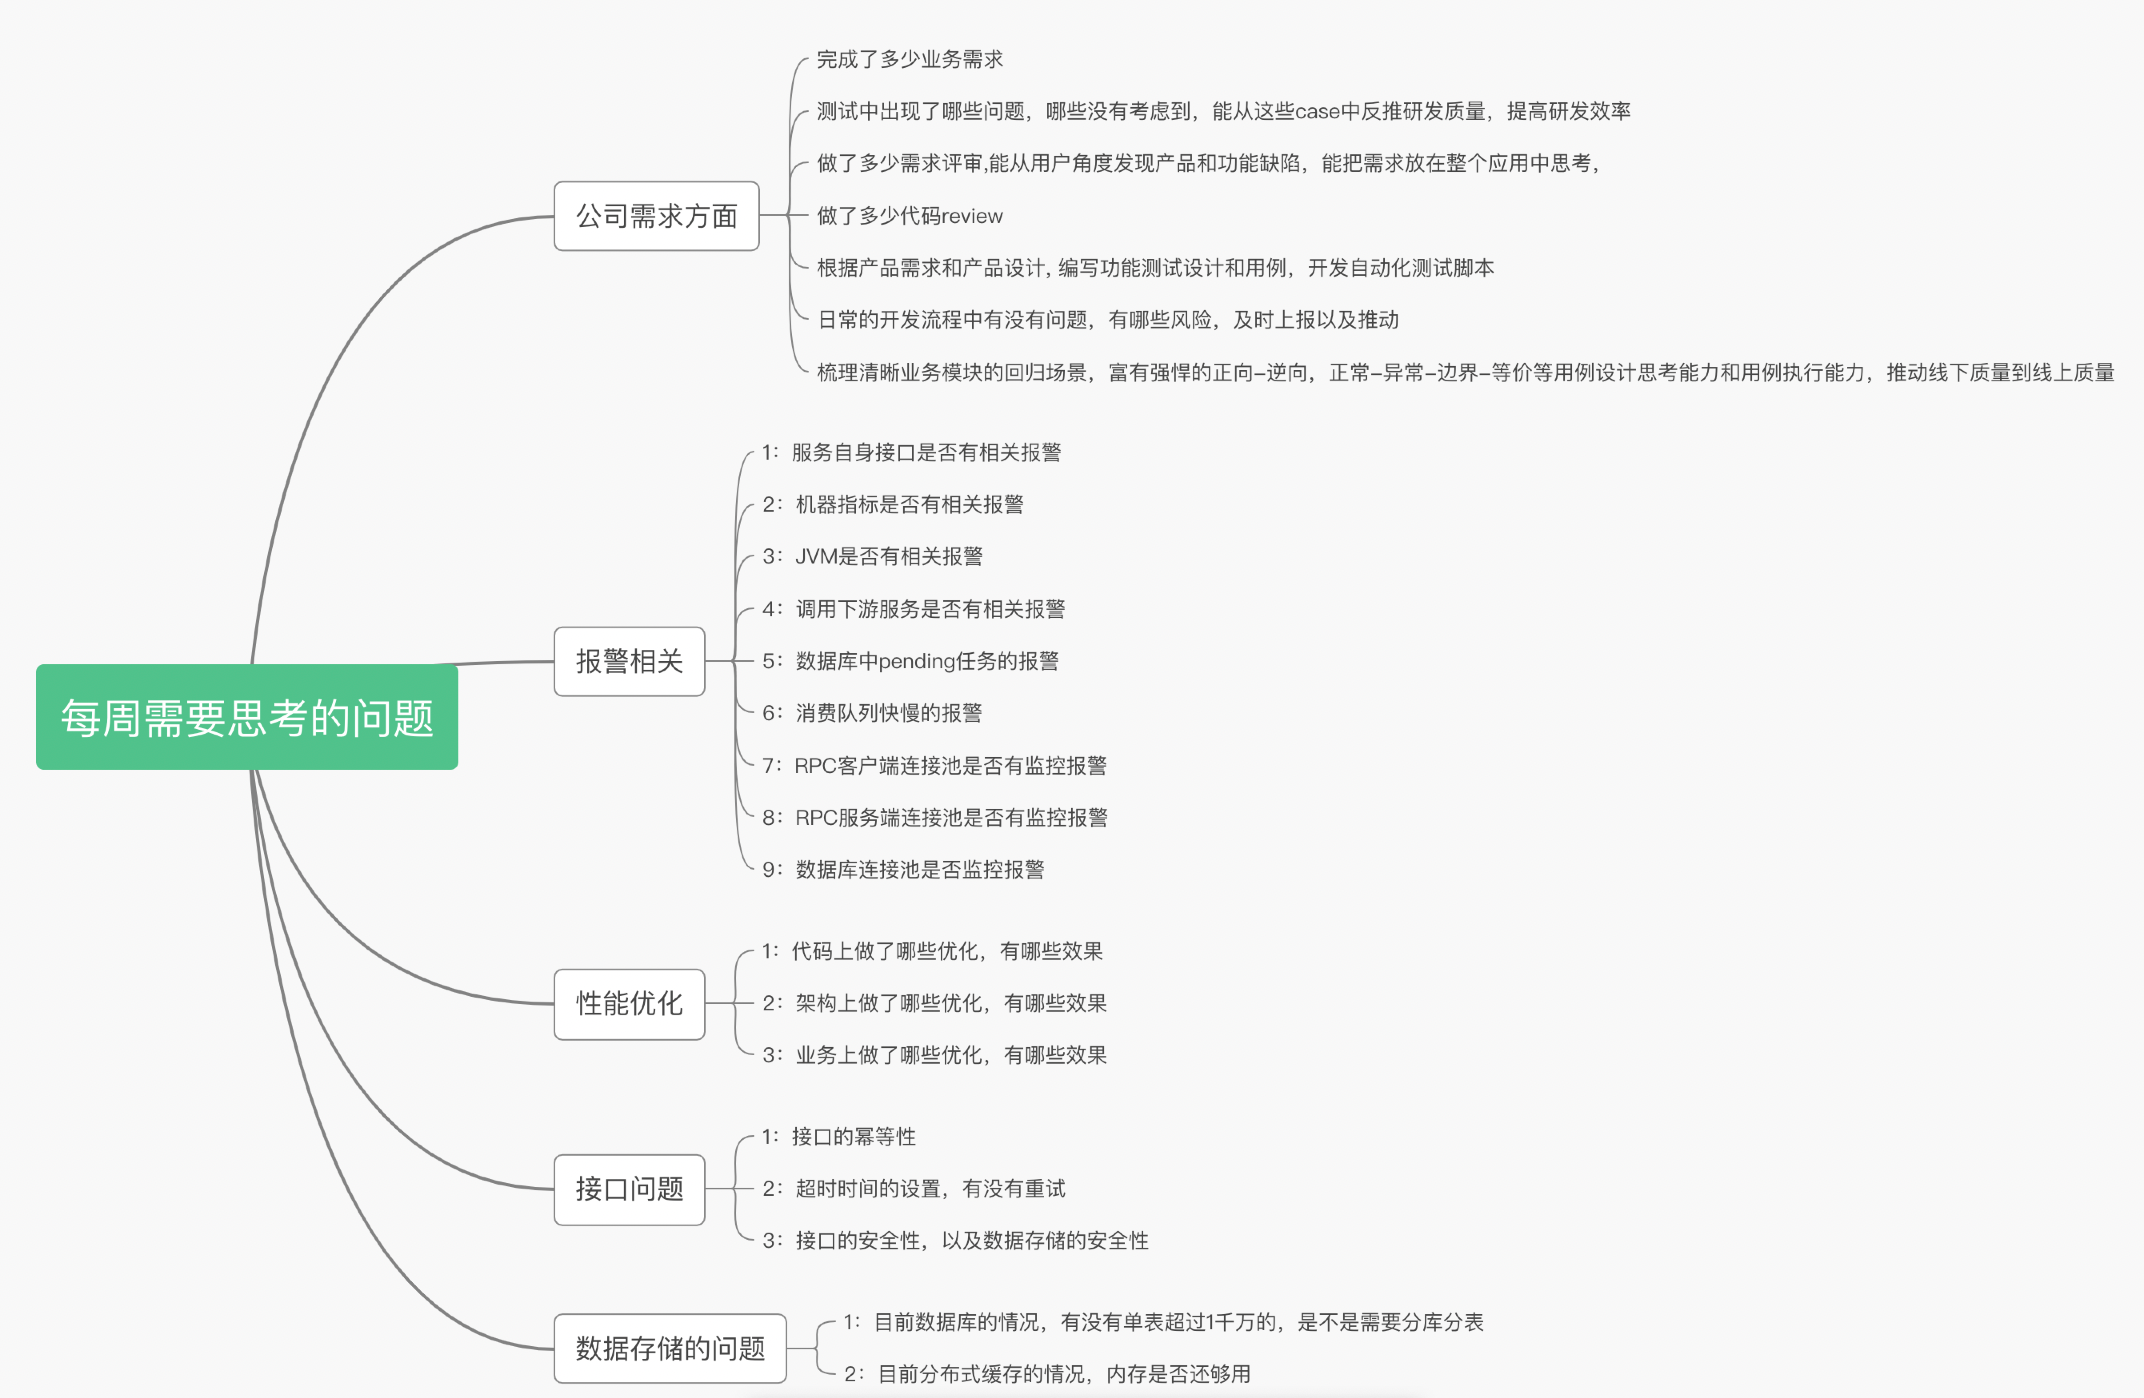 每周需要思考的问题
公司需求方面
完成了多少业务需求
测试中出现了哪些问题，哪些没有考虑到，能从这些case中反推研发质量，提高研发效率
做了多少需求评审,能从用户角度发现产品和功能缺陷，能把需求放在整个应用中思考，
做了多少代码review
根据产品需求和产品设计, 编写功能测试设计和用例，开发自动化测试脚本
日常的开发流程中有没有问题，有哪些风险，及时上报以及推动
梳理清晰业务模块的回归场景，富有强悍的正向-逆向，正常-异常-边界-等价等用例设计思考能力和用例执行能力，推动线下质量到线上质量
报警相关
1：服务自身接口是否有相关报警
2：机器指标是否有相关报警
3：JVM是否有相关报警
4：调用下游服务是否有相关报警
5：数据库中pending任务的报警
6：消费队列快慢的报警
7：RPC客户端连接池是否有监控报警
8：RPC服务端连接池是否有监控报警
9：数据库连接池是否监控报警
性能优化
1：代码上做了哪些优化，有哪些效果
2：架构上做了哪些优化，有哪些效果
3：业务上做了哪些优化，有哪些效果
接口问题
1：接口的幂等性
2：超时时间的设置，有没有重试
3：接口的安全性，以及数据存储的安全性
数据存储的问题
1：目前数据库的情况，有没有单表超过1千万的，是不是需要分库分表
2：目前分布式缓存的情况，内存是否还够用